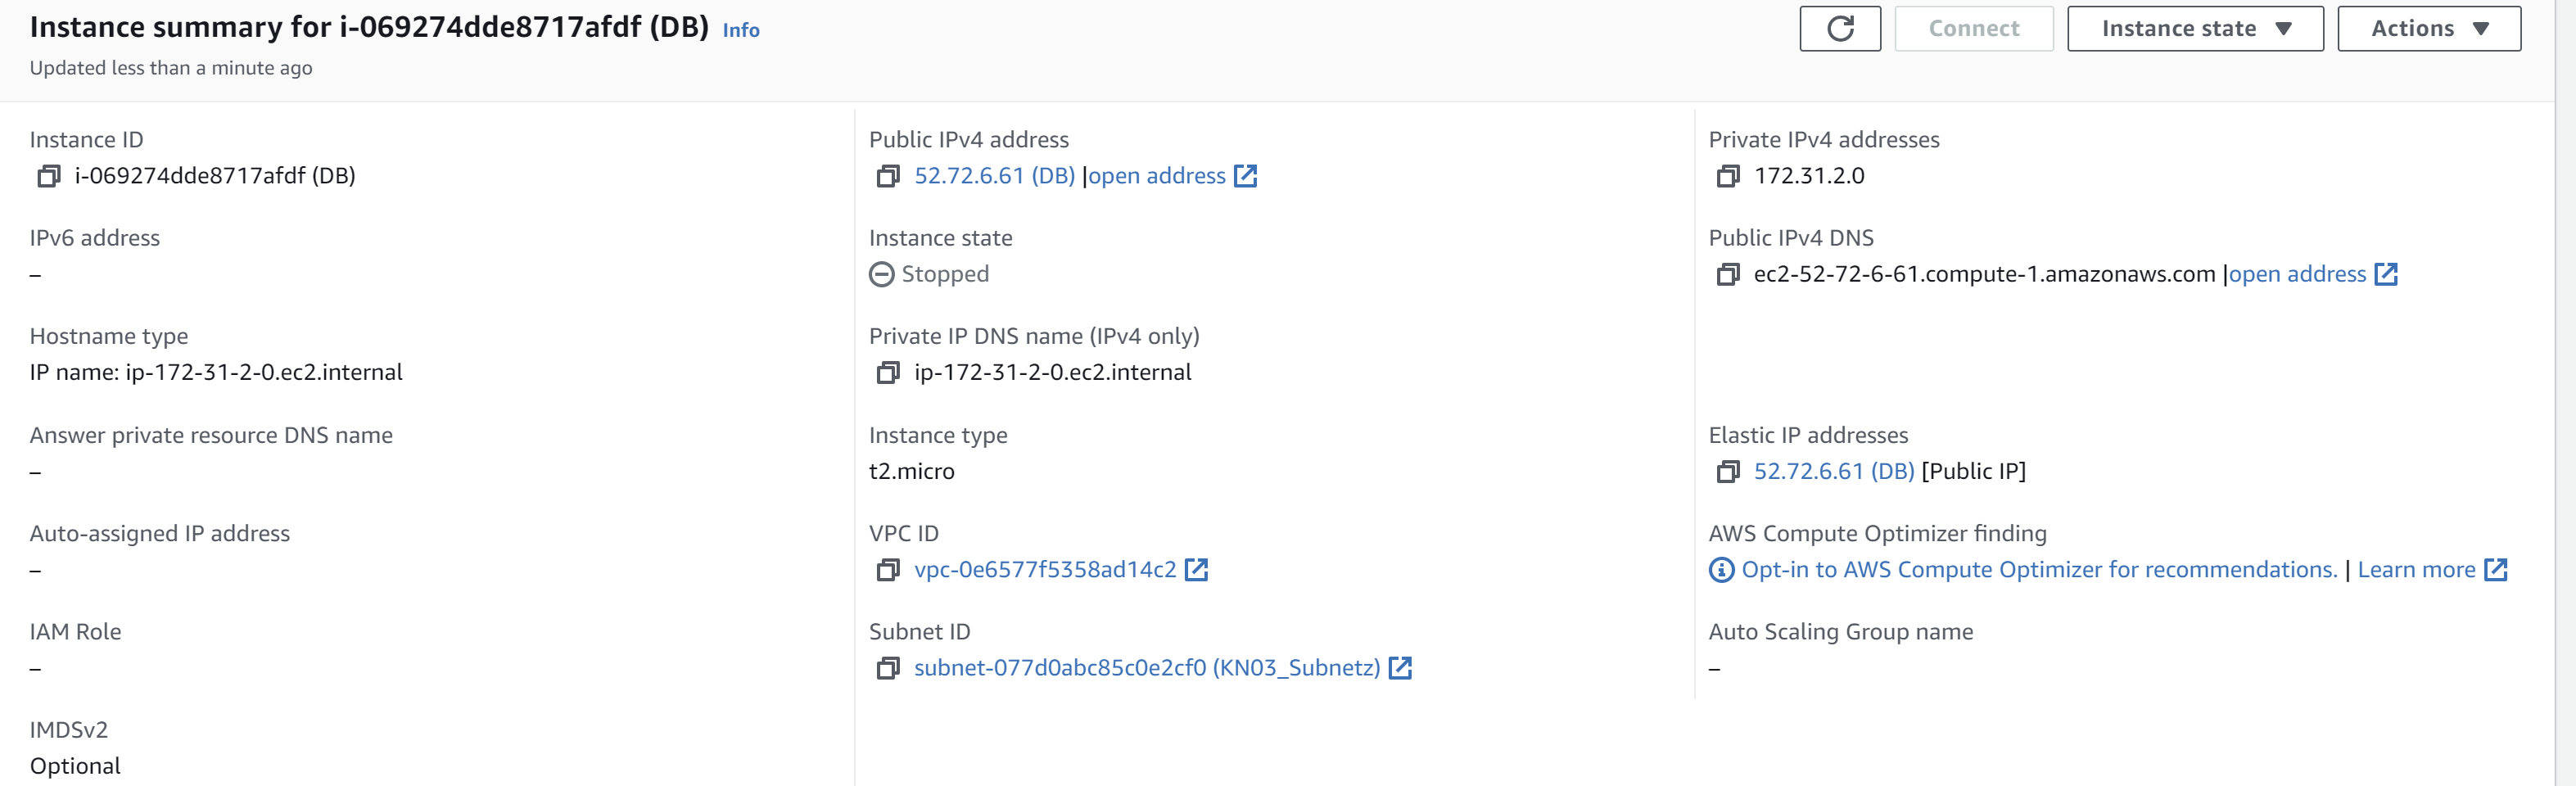 Instance summary for i-069274dde8717afdf (DB) Info
Connect
Instance state
Actions
Updated less than a minute ago
Instance ID
i-069274dde8717afdf (DB)
Public IPv4 address
52.72.6.61 (DB) |open address
Private IPv4 addresses
172.31.2.0
IPv6 address
–
Instance state
Stopped
Public IPv4 DNS
ec2-52-72-6-61.compute-1.amazonaws.com |open address
Hostname type
IP name: ip-172-31-2-0.ec2.internal
Private IP DNS name (IPv4 only)
ip-172-31-2-0.ec2.internal
Answer private resource DNS name
–
Instance type
t2.micro
Elastic IP addresses
52.72.6.61 (DB) [Public IP]
Auto-assigned IP address
–
VPC ID
vpc-0e6577f5358ad14c2
AWS Compute Optimizer finding
Opt-in to AWS Compute Optimizer for recommendations. | Learn more
IAM Role
–
Subnet ID
subnet-077d0abc85c0e2cf0 (KN03_Subnetz)
Auto Scaling Group name
–
IMDSv2
Optional